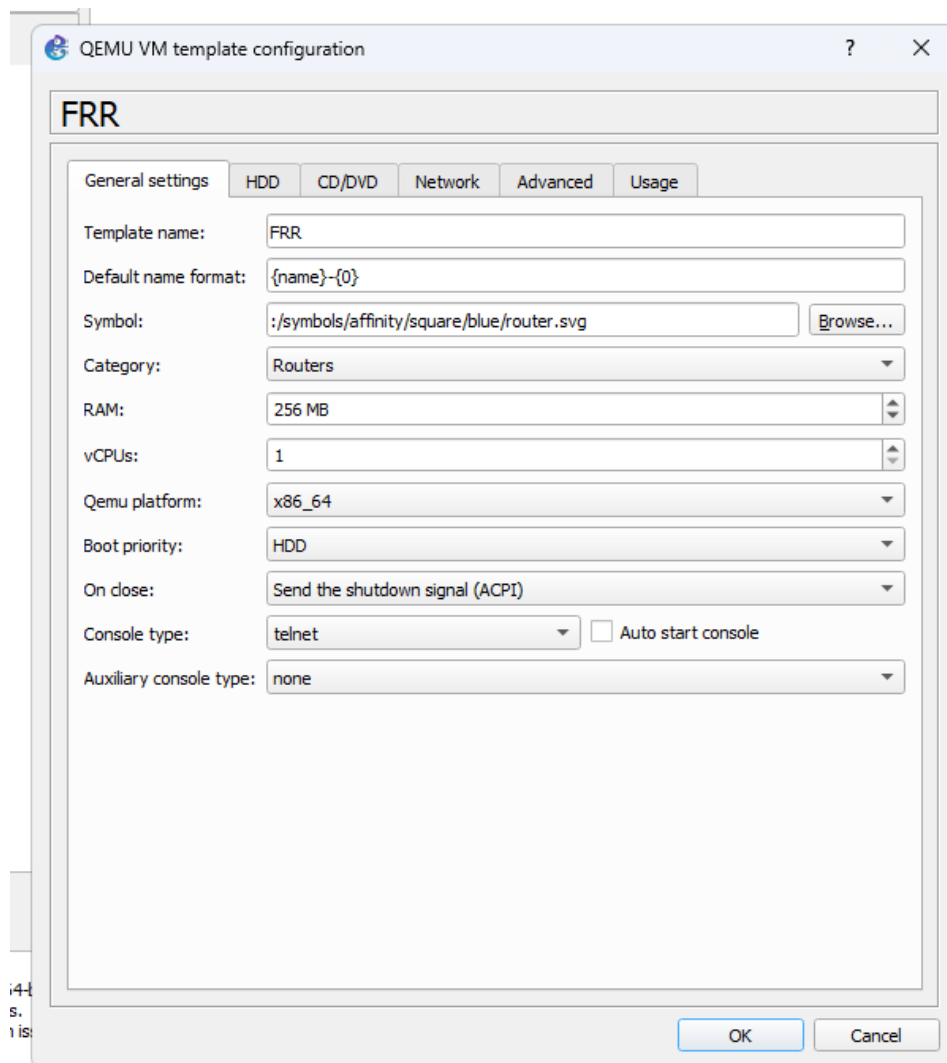 QEMU VM template configuration ? ✕
FRR
General settings HDD CD/DVD Network Advanced Usage
Template name: FRR
Default name format: {name}-{0}
Symbol: :/symbols/affinity/square/blue/router.svg Browse...
Category: Routers
RAM: 256 MB
vCPUs: 1
Qemu platform: x86_64
Boot priority: HDD
On close: Send the shutdown signal (ACPI)
Console type: telnet Auto start console
Auxiliary console type: none
s.
OK Cancel